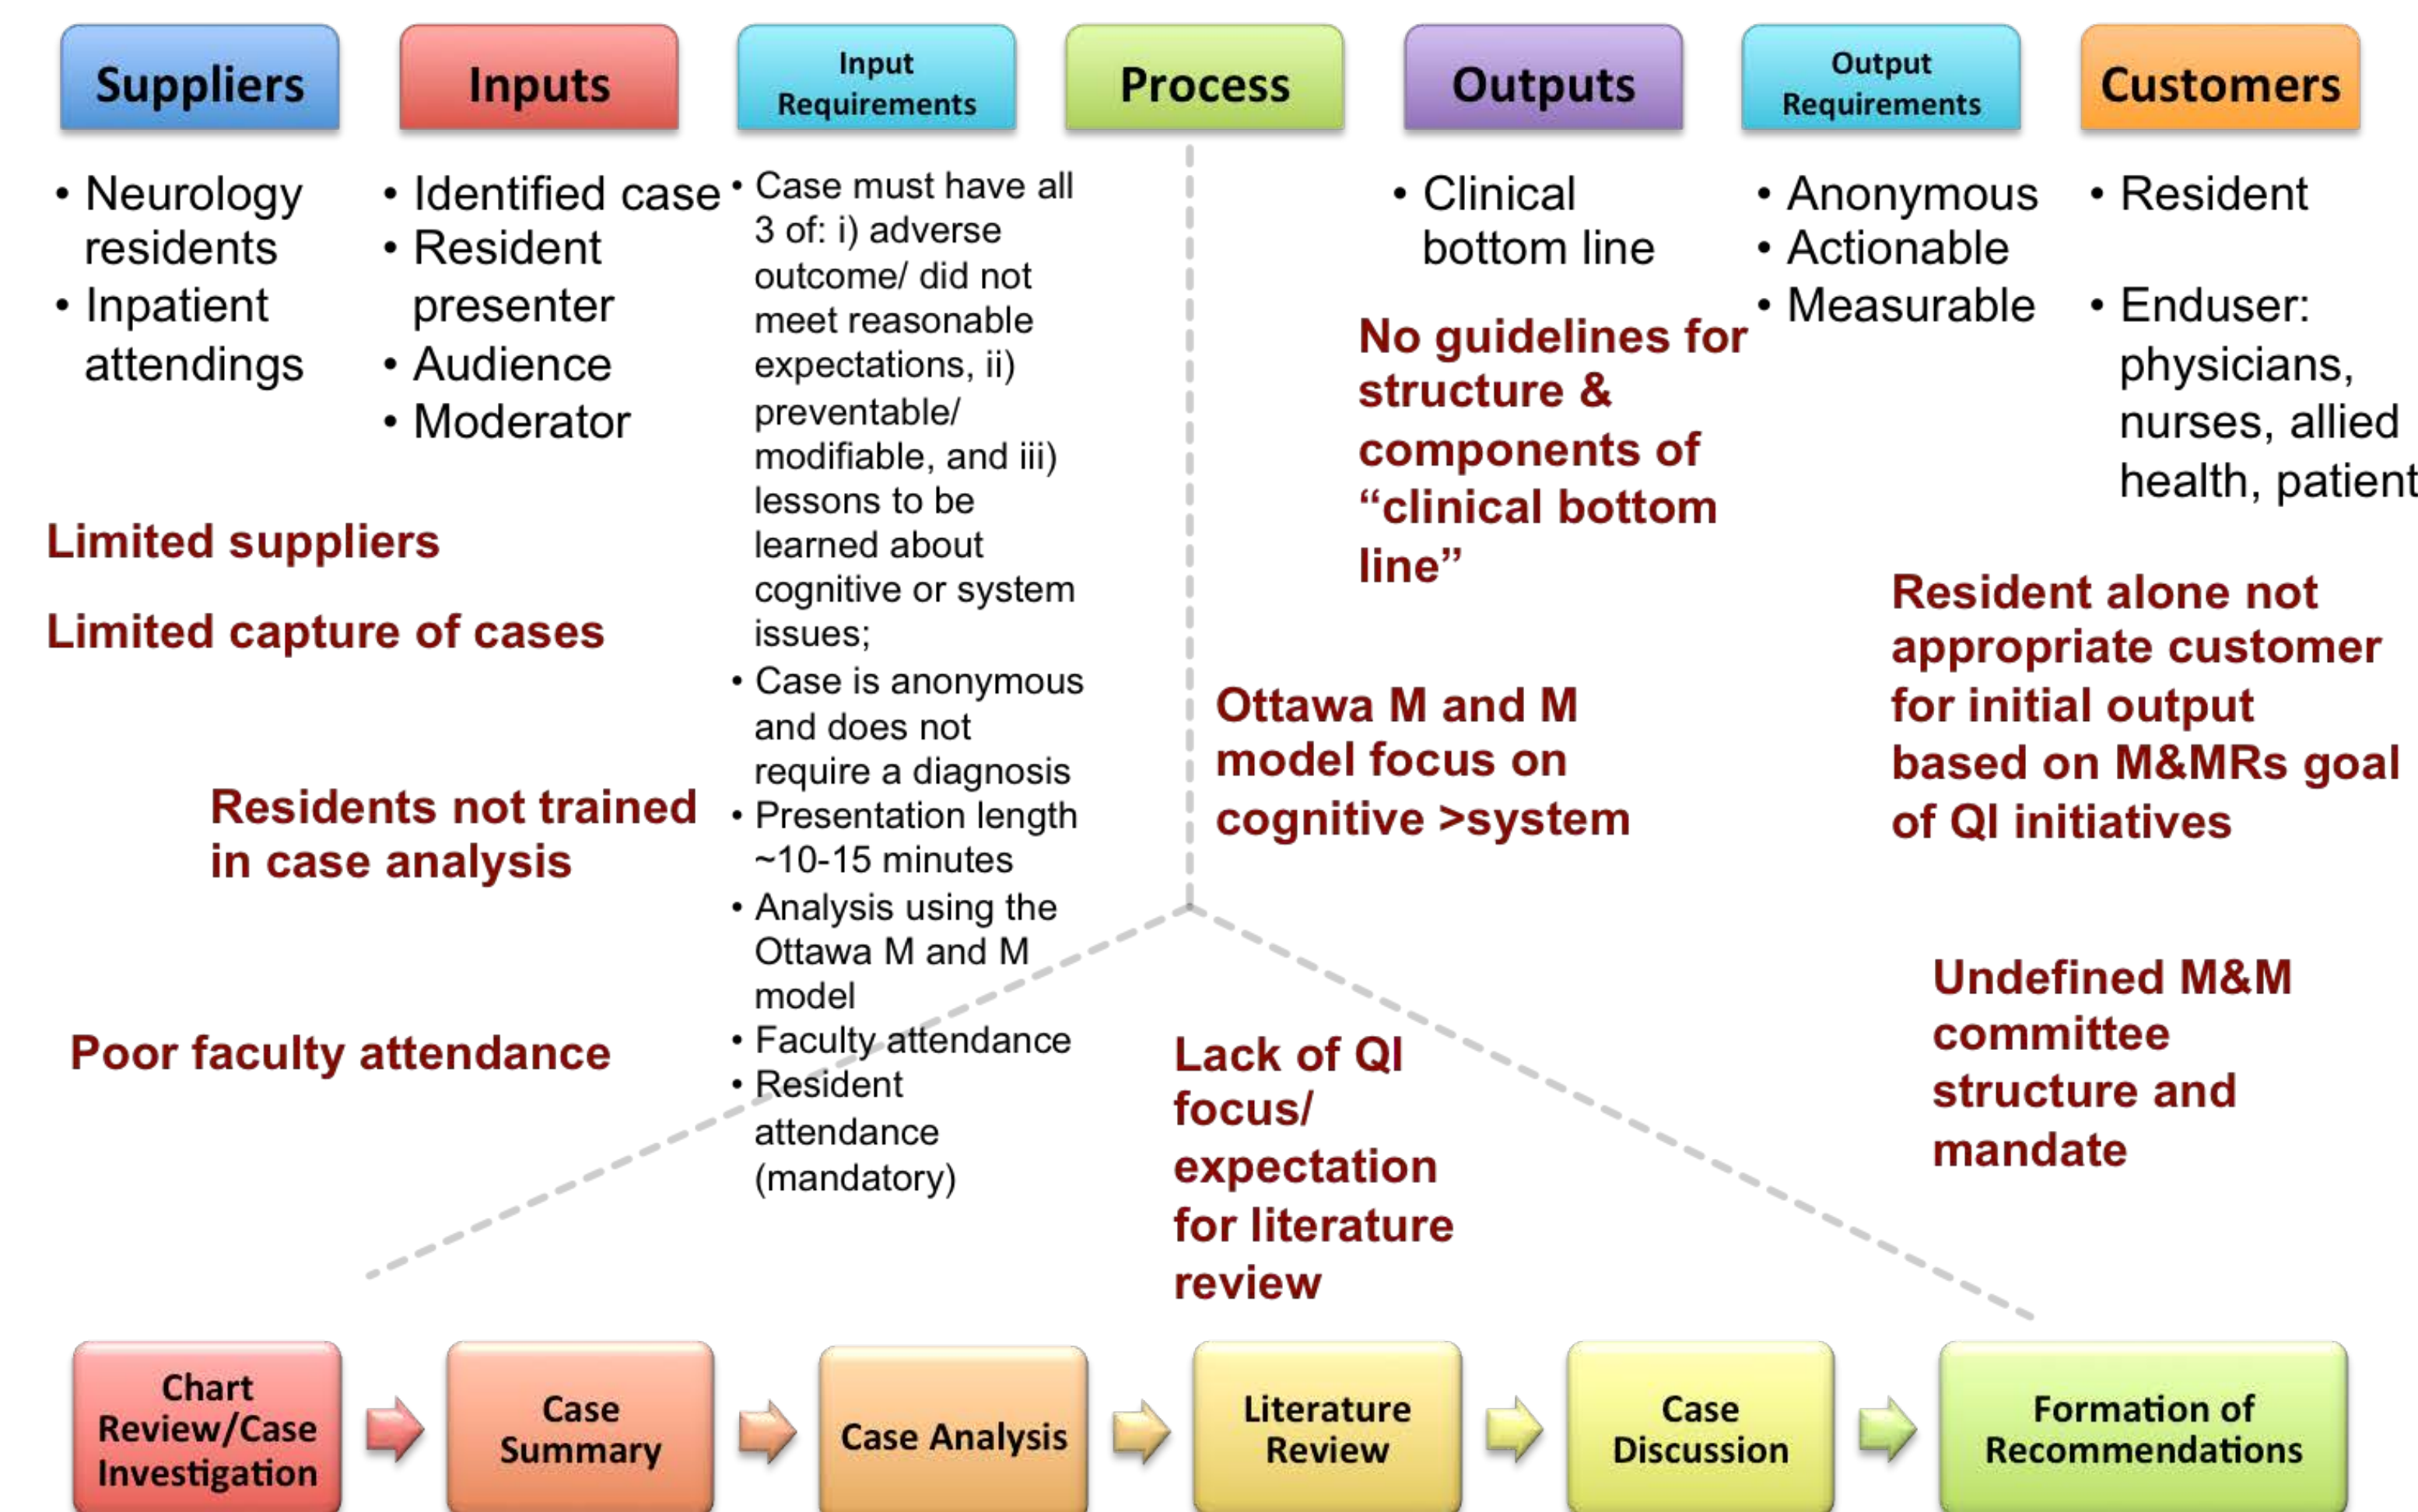 Suppliers
Inputs
Input
Requirements
Process
Outputs
Output
Requirements
Customers
• Neurology
residents
• Inpatient
attendings
Limited suppliers
Limited capture of cases
• Identified case
• Resident
presenter
• Audience
• Moderator
Residents not trained
in case analysis
Poor faculty attendance
• Case must have all
3 of: i) adverse
outcome/ did not
meet reasonable
expectations, ii)
preventable/
modifiable, and iii)
lessons to be
learned about
cognitive or system
issues;
• Case is anonymous
and does not
require a diagnosis
• Presentation length
~10-15 minutes
• Analysis using the
Ottawa M and M
model
• Faculty attendance
• Resident
attendance
(mandatory)
• Clinical
bottom line
No guidelines for
structure &
components of
“clinical bottom
line”
Ottawa M and M
model focus on
cognitive >system
Lack of QI
focus/
expectation
for literature
review
• Anonymous
• Actionable
• Measurable
• Resident
• Enduser:
physicians,
nurses, allied
health, patient
Resident alone not
appropriate customer
for initial output
based on M&MRs goal
of QI initiatives
Undefined M&M
committee
structure and
mandate
Chart
Review/Case
Investigation
Case
Summary
Case Analysis
Literature
Review
Case
Discussion
Formation of
Recommendations